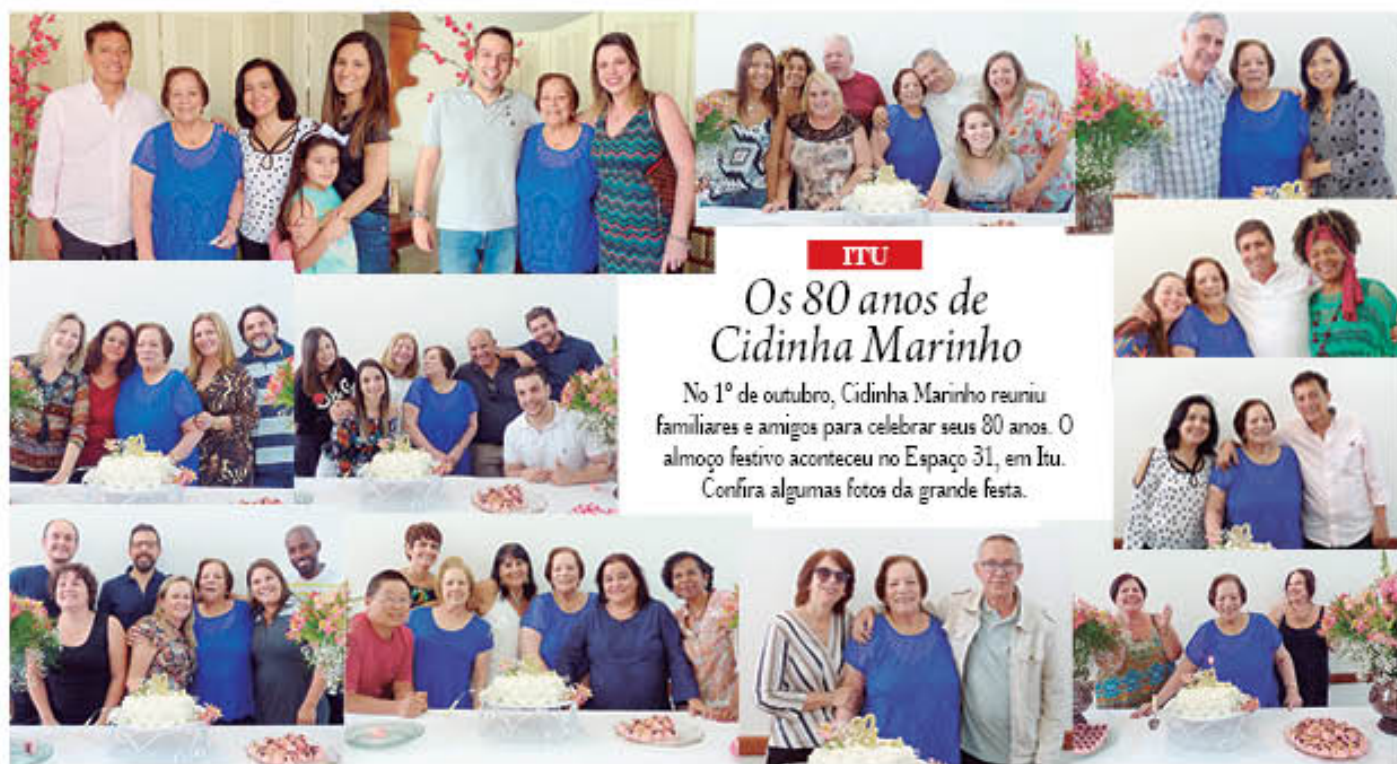 ITU
Os 80 anos de
Cidinha Marinho
No 1º de outubro, Cidinha Marinho reuniu
familiares e amigos para celebrar seus 80 anos. O
almoço festivo aconteceu no Espaço 31, em Itu.
Confira algumas fotos da grande festa.